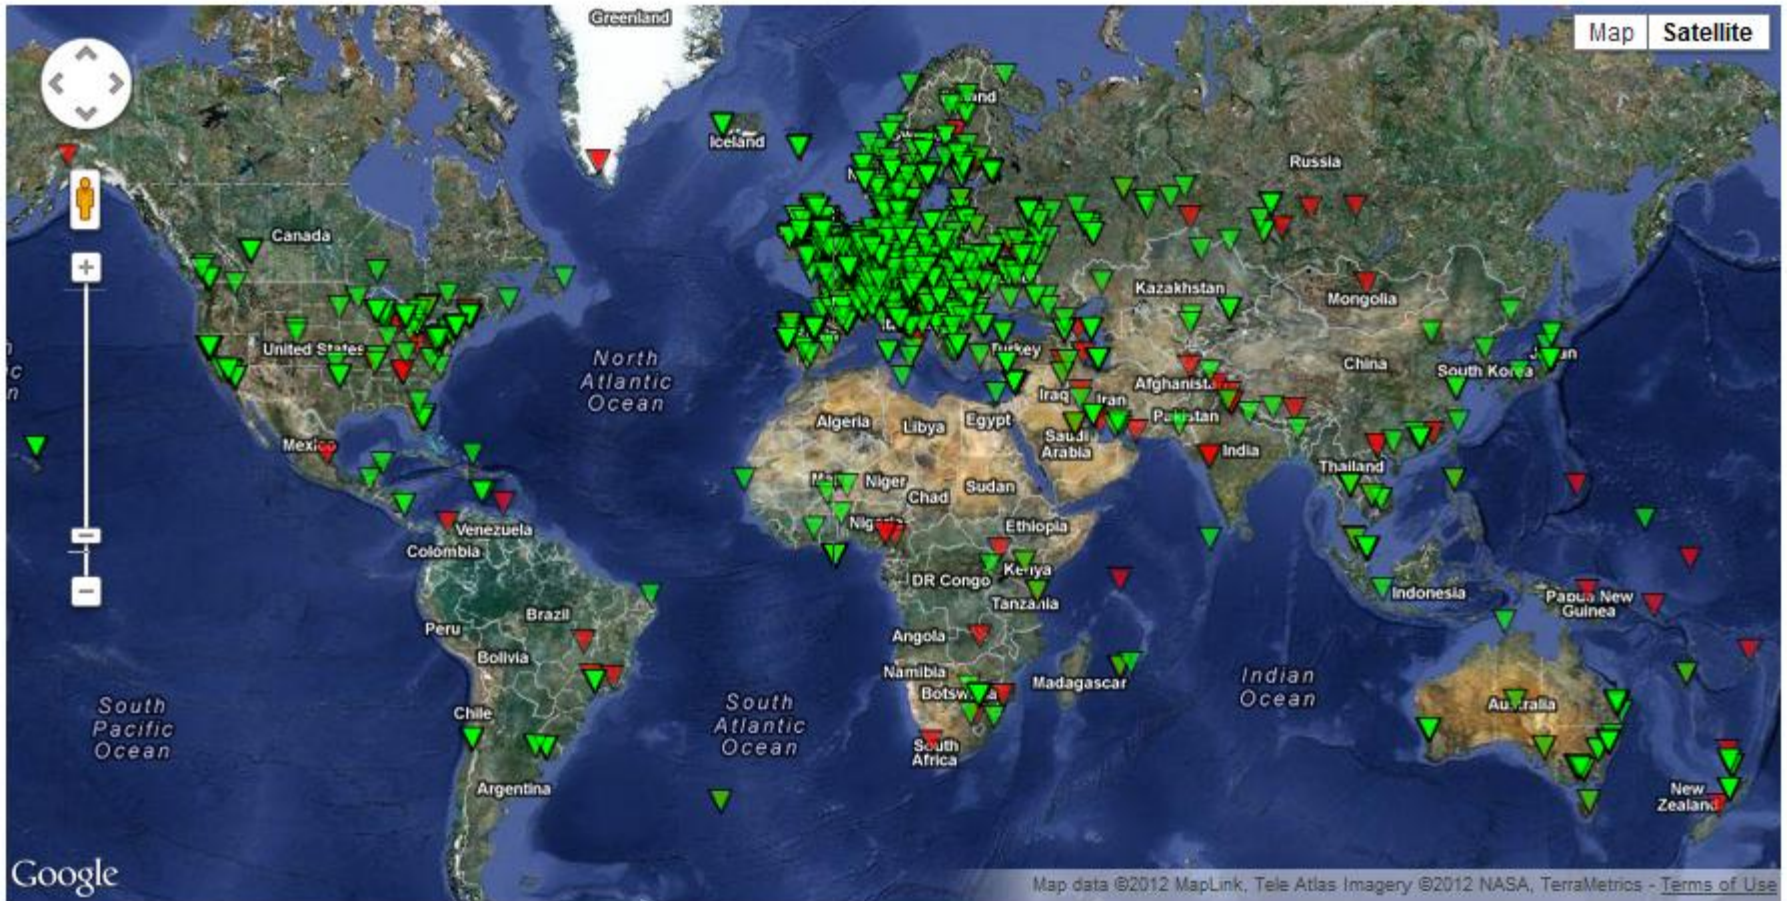 Greenland
Map
Satellite
Iceland
Russia
Canada
Kazakhstan
Mongolia
United States
North
Atlantic
Ocean
Turkey
China
South Korea
Iraq
Iran
Pakistan
Algeria
Libya
Egypt
Saudi
Arabia
India
Mexico
Thailand
Niger
Chad
Sudan
Venezuela
Ethiopia
Colombia
DR Congo
Kenya
Indonesia
Papua New
Guinea
Tanzania
Brazil
Peru
Angola
Bolivia
Namibia
Madagascar
Indian
Ocean
South
Pacific
Ocean
Chile
South
Atlantic
Ocean
Australia
South
Africa
Argentina
New
Zealand
Google
Map data ©2012 MapLink, Tele Atlas Imagery ©2012 NASA, TerraMetrics - Terms of Use